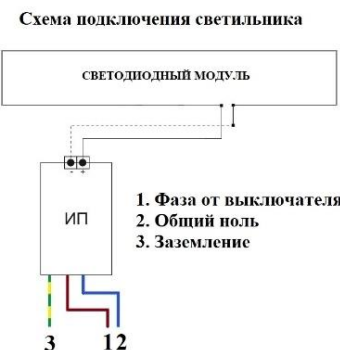 Схема подключения светильника
СВЕТОДИОДНЫЙ МОДУЛЬ
- +
ИП
1. Фаза от выключателя
2. Общий ноль
3. Заземление
3 1 2